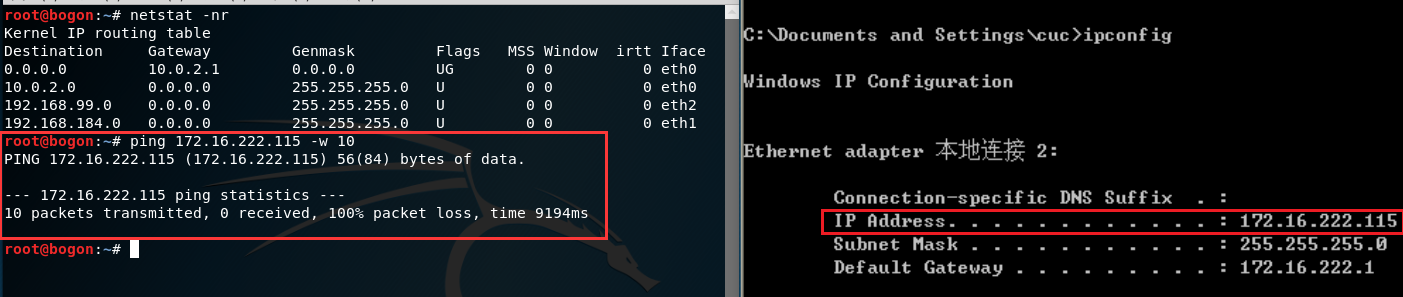 root@bogon:~# netstat -nr
Kernel IP routing table
Destination     Gateway         Genmask         Flags   MSS Window  irtt Iface
0.0.0.0         10.0.2.1        0.0.0.0         UG        0 0          0 eth0
10.0.2.0        0.0.0.0         255.255.255.0   U         0 0          0 eth0
192.168.99.0    0.0.0.0         255.255.255.0   U         0 0          0 eth2
192.168.184.0   0.0.0.0         255.255.255.0   U         0 0          0 eth1
root@bogon:~# ping 172.16.222.115 -w 10
PING 172.16.222.115 (172.16.222.115) 56(84) bytes of data.
--- 172.16.222.115 ping statistics ---
10 packets transmitted, 0 received, 100% packet loss, time 9194ms
root@bogon:~#
C:\Documents and Settings\cuc>ipconfig
Windows IP Configuration
Ethernet adapter 本地连接 2:
Connection-specific DNS Suffix  . :
IP Address. . . . . . . . . . . . : 172.16.222.115
Subnet Mask . . . . . . . . . . . : 255.255.255.0
Default Gateway . . . . . . . . . : 172.16.222.1